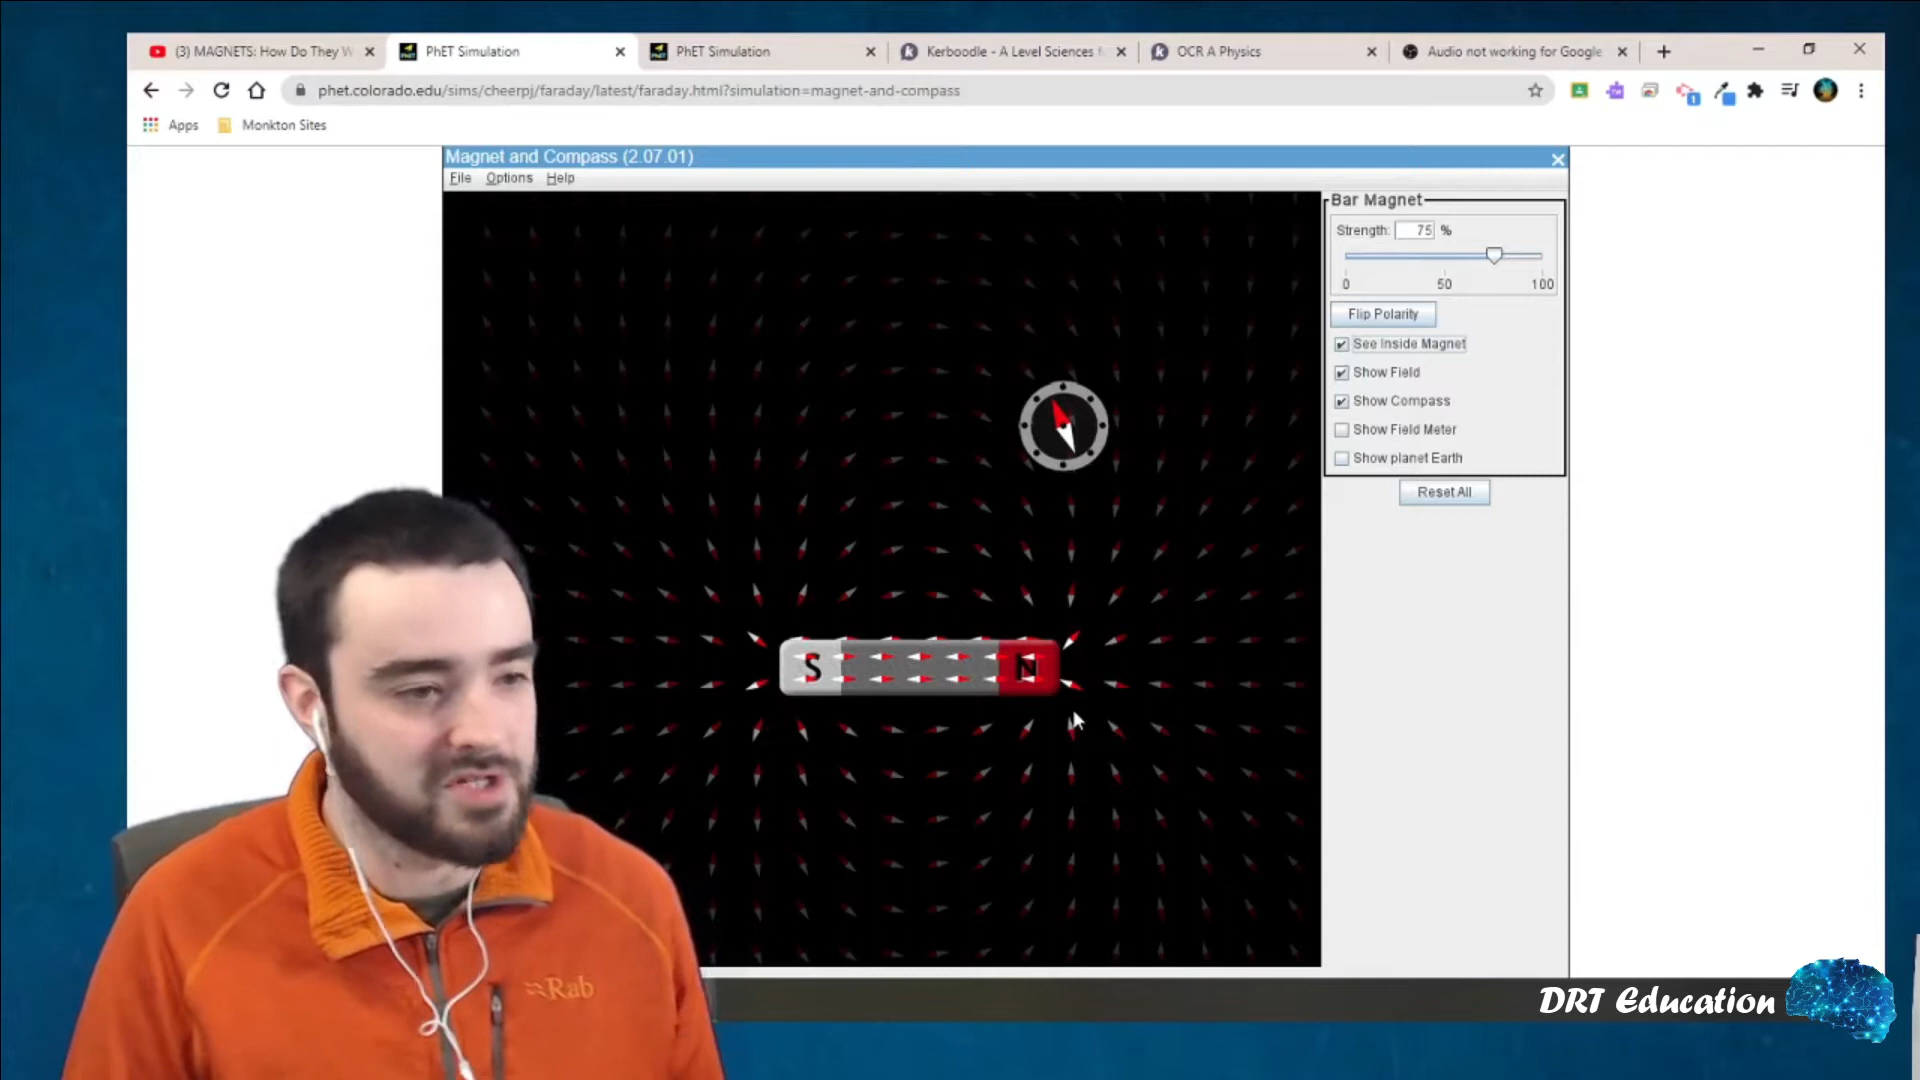 (3) MAGNETS: How Do They W
PhET Simulation
PhET Simulation
Kerboodle - A Level Sciences f
OCR A Physics
Audio not working for Google
phet.colorado.edu/sims/cheerpj/faraday/latest/faraday.html?simulation=magnet-and-compass
Apps
Monkton Sites
Magnet and Compass (2.07.01)
File Options Help
Bar Magnet
Strength: 75 %
0 50 100
Flip Polarity
See Inside Magnet
Show Field
Show Compass
Show Field Meter
Show planet Earth
Reset All
S N
Rab
DRT Education